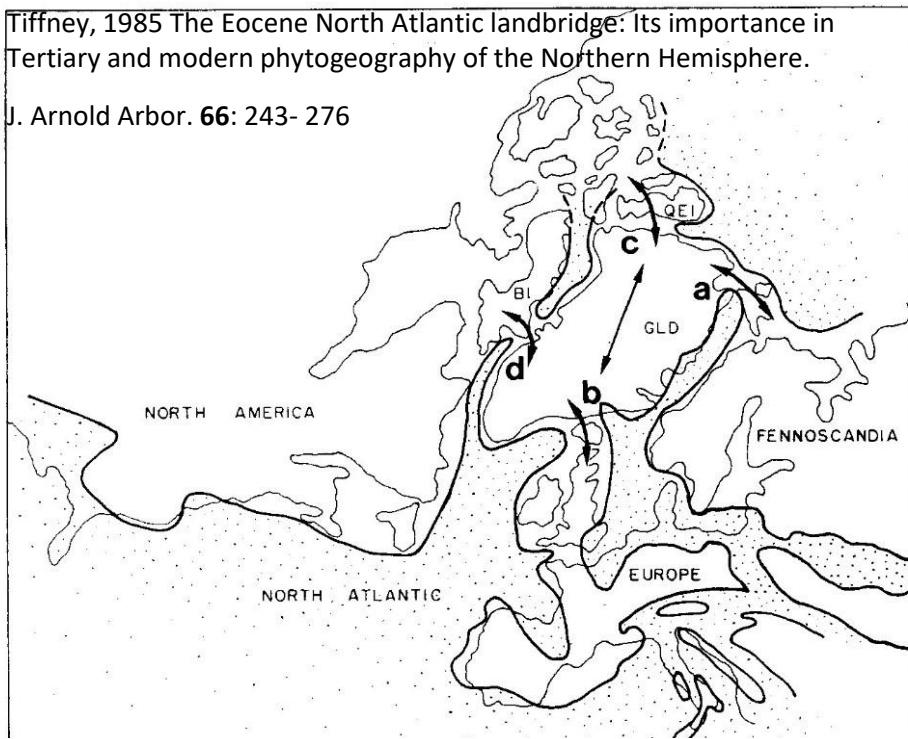 Tiffney, 1985 The Eocene North Atlantic landbridge: Its importance in
Tertiary and modern phytogeography of the Northern Hemisphere.
J. Arnold Arbor. 66: 243- 276
QEI
c
a
BI
GLD
d
b
NORTH AMERICA
FENNOSCANDIA
EUROPE
NORTH ATLANTIC